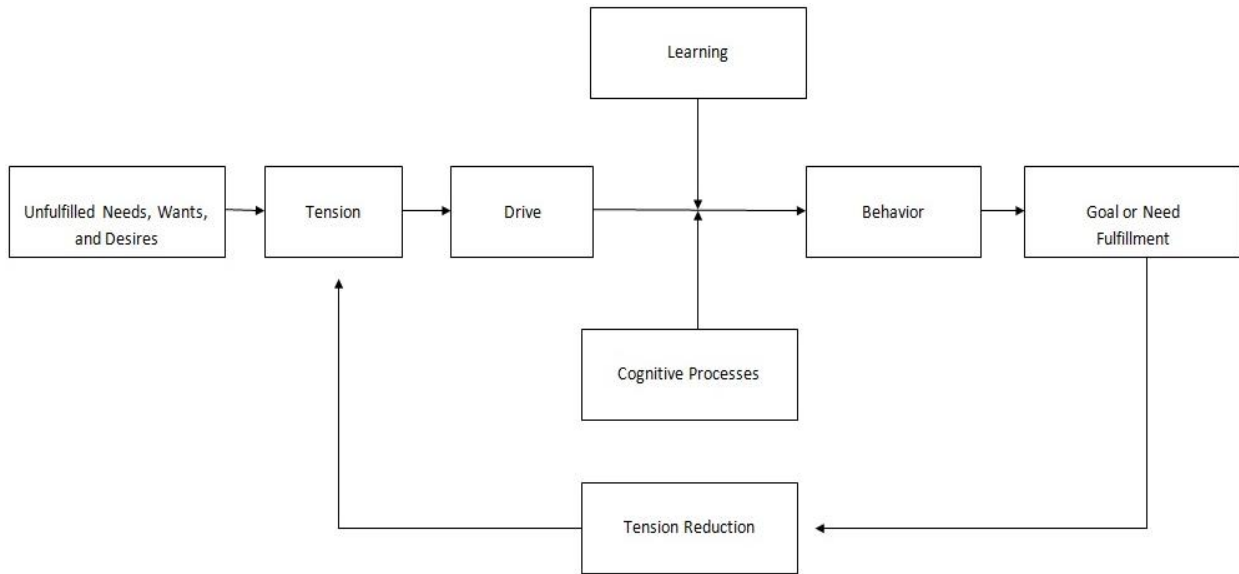 Learning
Unfulfilled Needs, Wants,
and Desires
Tension
Drive
Behavior
Goal or Need
Fulfillment
Cognitive Processes
Tension Reduction